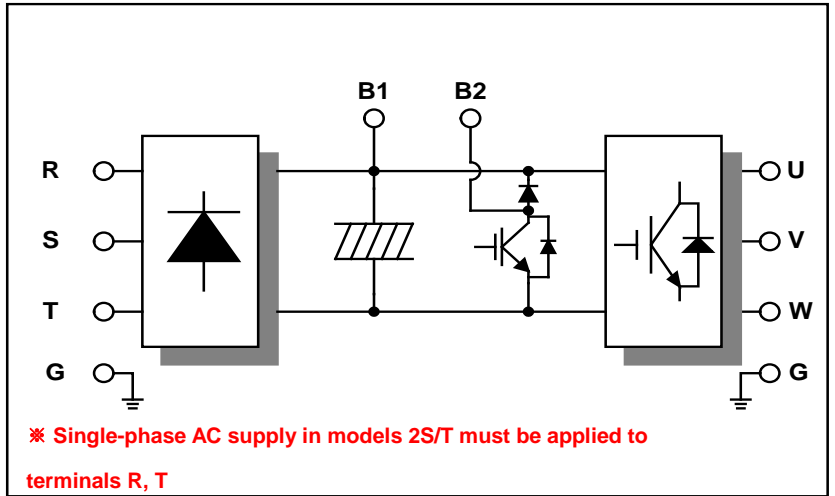 B1 B2
R U
S V
T W
G G
※ Single-phase AC supply in models 2S/T must be applied to
terminals R, T